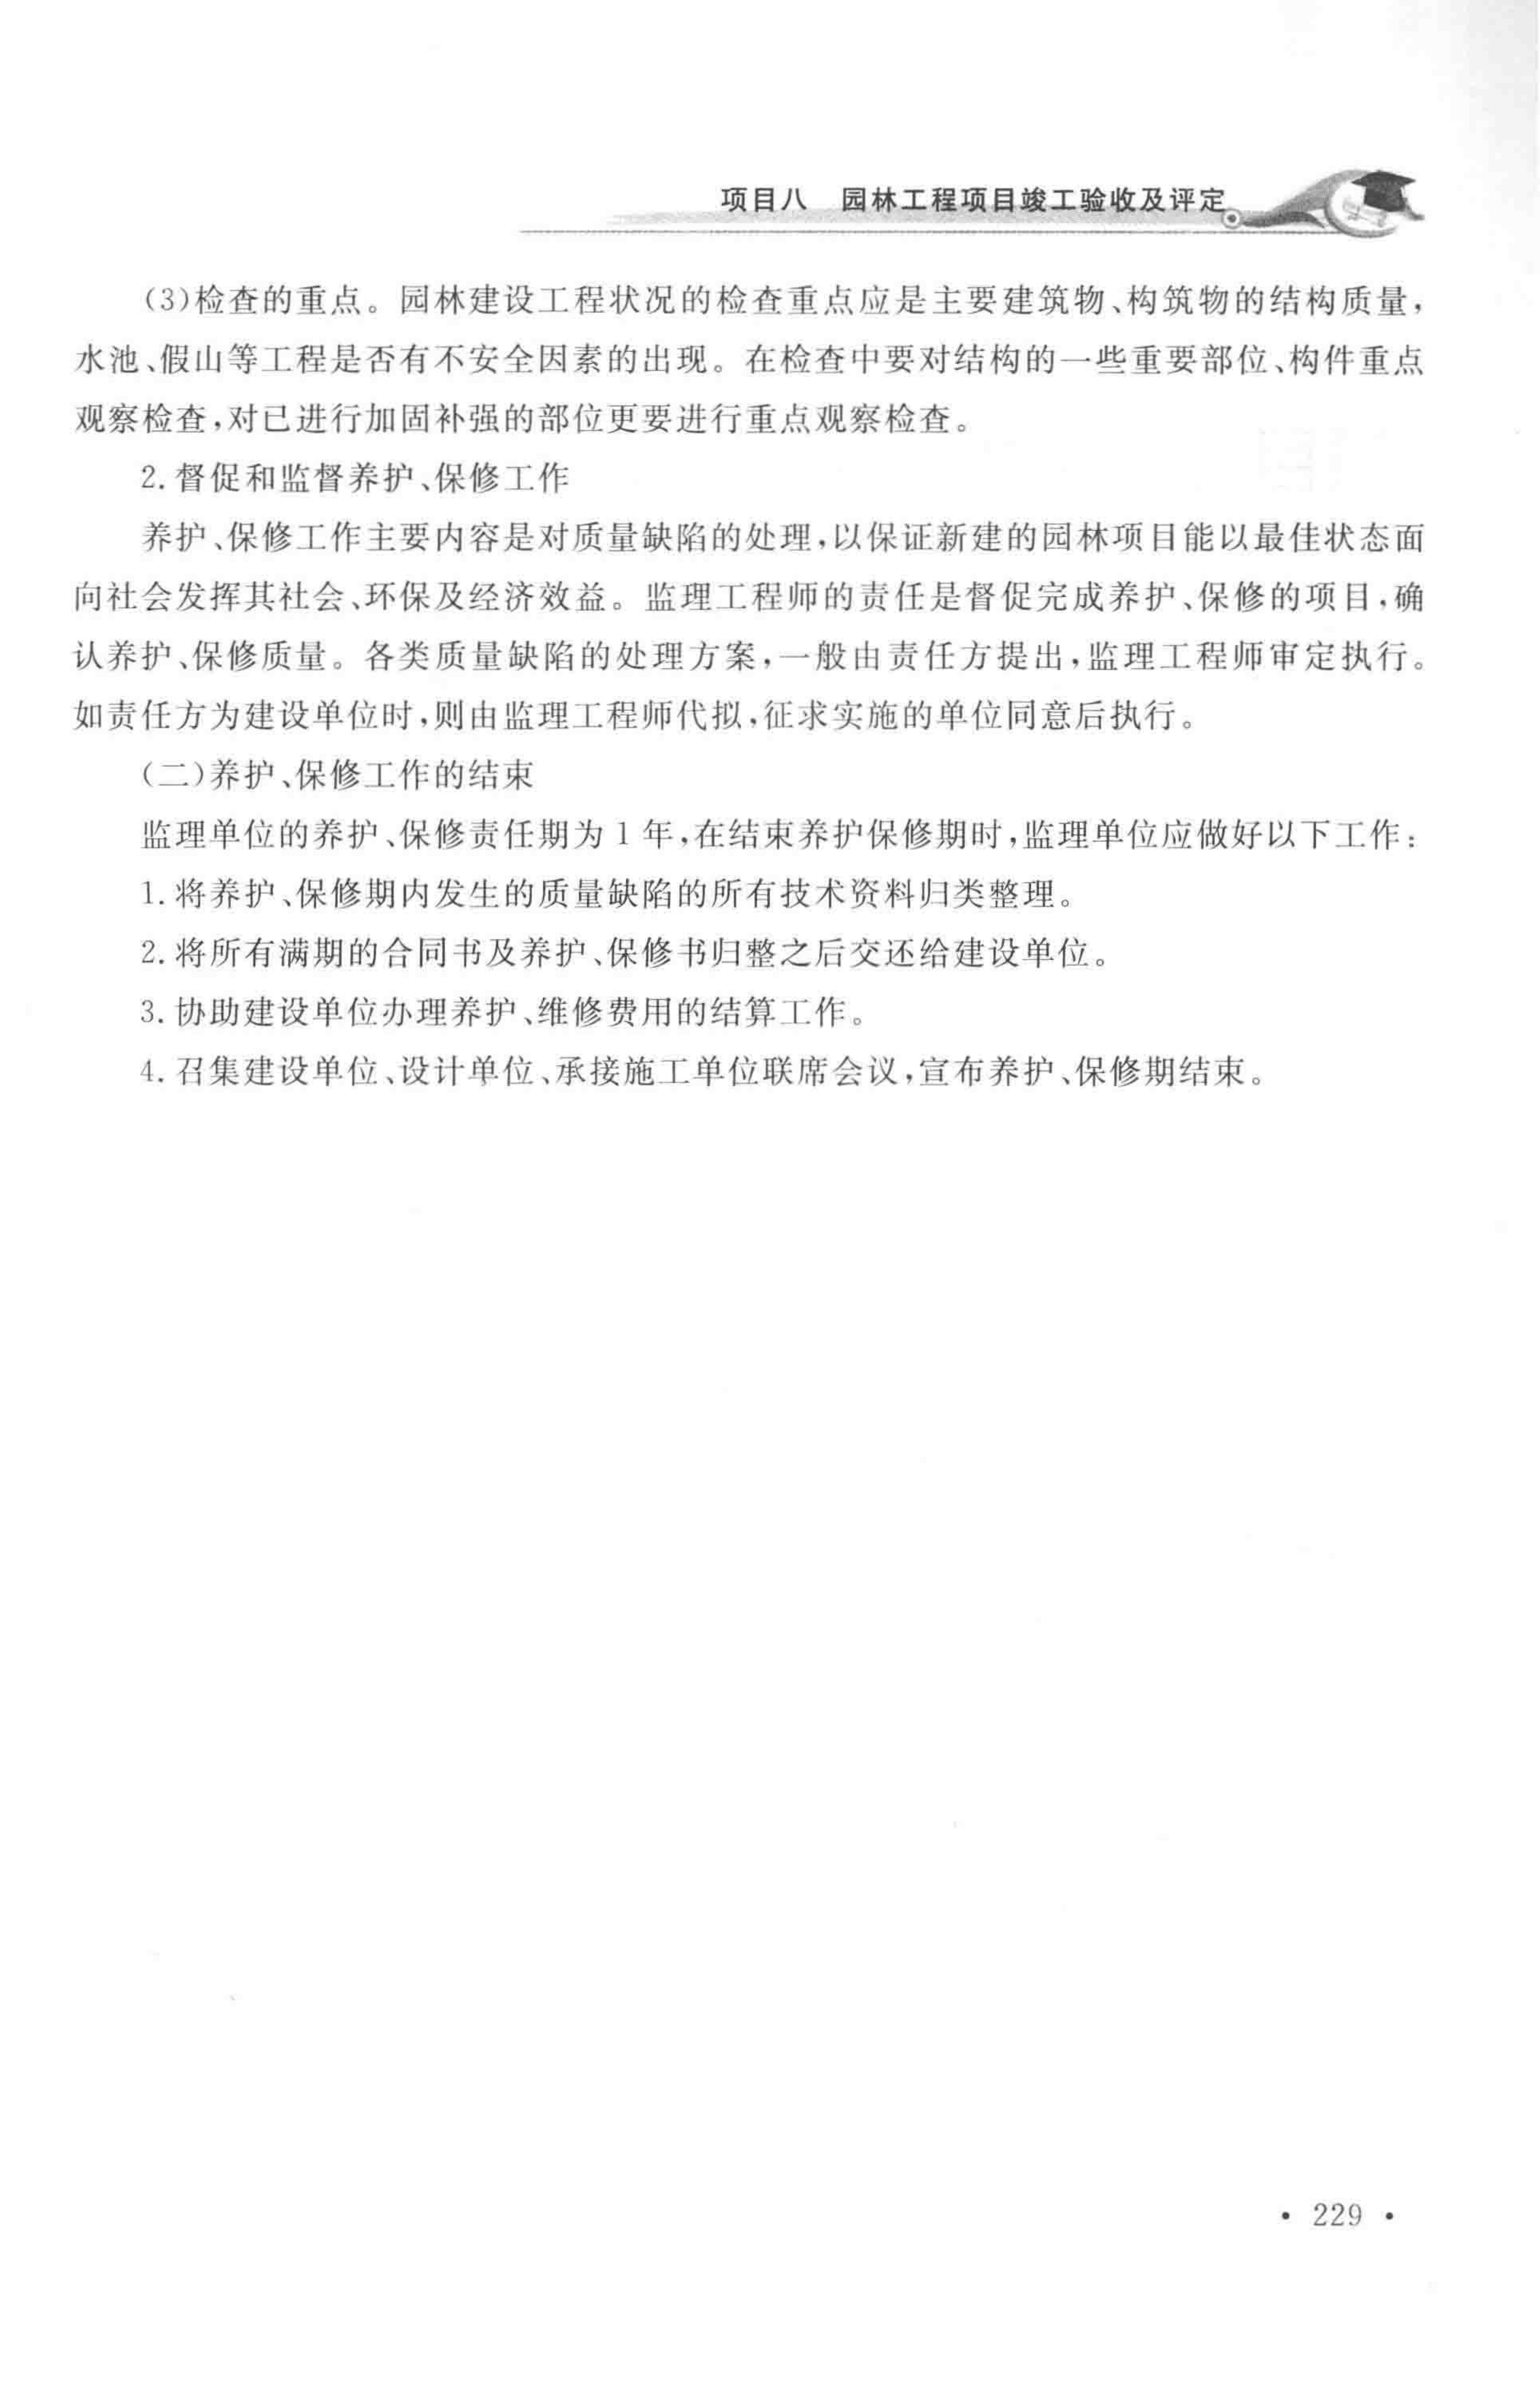 项目八　园林工程项目竣工验收及评定
(3)检查的重点。园林建设工程状况的检查重点应是主要建筑物、构筑物的结构质量，
水池、假山等工程是否有不安全因素的出现。在检查中要对结构的一些重要部位、构件重点
观察检查，对已进行加固补强的部位更要进行重点观察检查。
2. 督促和监督养护、保修工作
养护、保修工作主要内容是对质量缺陷的处理，以保证新建的园林项目能以最佳状态面
向社会发挥其社会、环保及经济效益。监理工程师的责任是督促完成养护、保修的项目，确
认养护、保修质量。各类质量缺陷的处理方案，一般由责任方提出，监理工程师审定执行。
如责任方为建设单位时，则由监理工程师代拟，征求实施的单位同意后执行。
(二)养护、保修工作的结束
监理单位的养护、保修责任期为 1 年，在结束养护保修期时，监理单位应做好以下工作：
1. 将养护、保修期内发生的质量缺陷的所有技术资料归类整理。
2. 将所有满期的合同书及养护、保修书归整之后交还给建设单位。
3. 协助建设单位办理养护、维修费用的结算工作。
4. 召集建设单位、设计单位、承接施工单位联席会议，宣布养护、保修期结束。
• 229 •